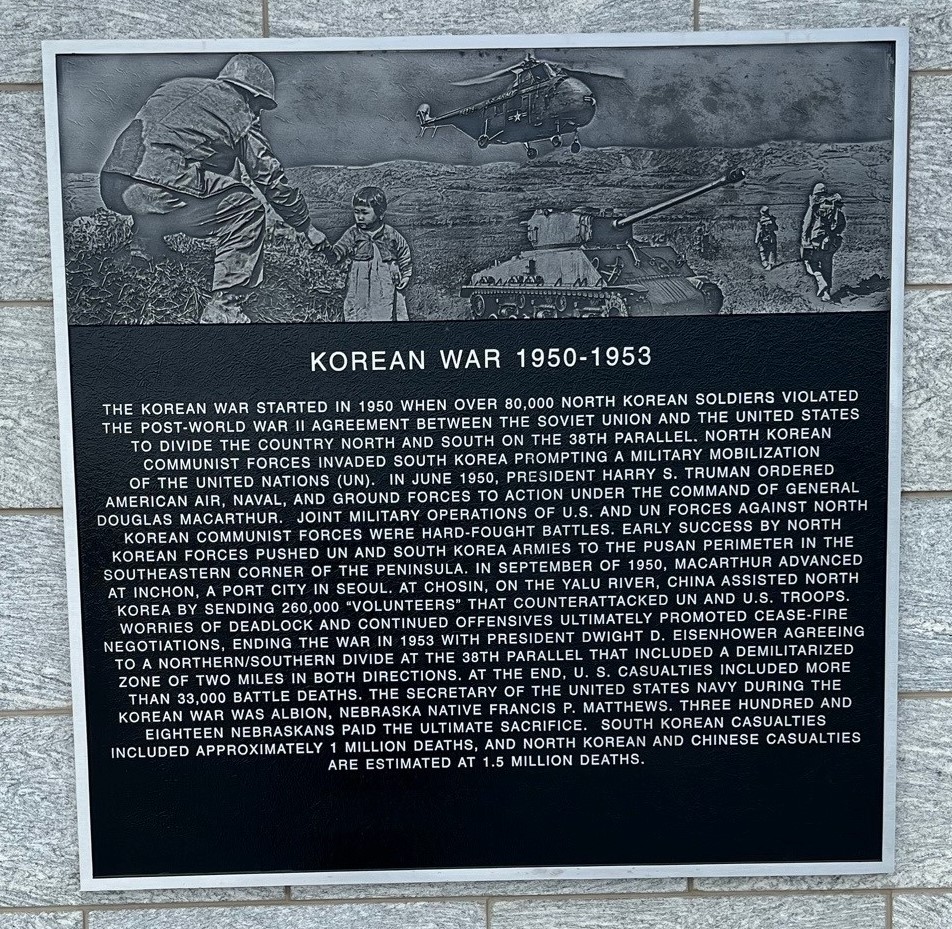 KOREAN WAR 1950-1953
THE KOREAN WAR STARTED IN 1950 WHEN OVER 80,000 NORTH KOREAN SOLDIERS VIOLATED
THE POST-WORLD WAR II AGREEMENT BETWEEN THE SOVIET UNION AND THE UNITED STATES
TO DIVIDE THE COUNTRY NORTH AND SOUTH ON THE 38TH PARALLEL. NORTH KOREAN
COMMUNIST FORCES INVADED SOUTH KOREA PROMPTING A MILITARY MOBILIZATION
OF THE UNITED NATIONS (UN). IN JUNE 1950, PRESIDENT HARRY S. TRUMAN ORDERED
AMERICAN AIR, NAVAL, AND GROUND FORCES TO ACTION UNDER THE COMMAND OF GENERAL
DOUGLAS MACARTHUR. JOINT MILITARY OPERATIONS OF U.S. AND UN FORCES AGAINST NORTH
KOREAN COMMUNIST FORCES WERE HARD-FOUGHT BATTLES. EARLY SUCCESS BY NORTH
KOREAN FORCES PUSHED UN AND SOUTH KOREA ARMIES TO THE PUSAN PERIMETER IN THE
SOUTHEASTERN CORNER OF THE PENINSULA. IN SEPTEMBER OF 1950, MACARTHUR ADVANCED
AT INCHON, A PORT CITY IN SEOUL. AT CHOSIN, ON THE YALU RIVER, CHINA ASSISTED NORTH
KOREA BY SENDING 260,000 "VOLUNTEERS" THAT COUNTERATTACKED UN AND U.S. TROOPS.
WORRIES OF DEADLOCK AND CONTINUED OFFENSIVES ULTIMATELY PROMOTED CEASE-FIRE
NEGOTIATIONS, ENDING THE WAR IN 1953 WITH PRESIDENT DWIGHT D. EISENHOWER AGREEING
TO A NORTHERN/SOUTHERN DIVIDE AT THE 38TH PARALLEL THAT INCLUDED A DEMILITARIZED
ZONE OF TWO MILES IN BOTH DIRECTIONS. AT THE END, U. S. CASUALTIES INCLUDED MORE
THAN 33,000 BATTLE DEATHS. THE SECRETARY OF THE UNITED STATES NAVY DURING THE
KOREAN WAR WAS ALBION, NEBRASKA NATIVE FRANCIS P. MATTHEWS. THREE HUNDRED AND
EIGHTEEN NEBRASKANS PAID THE ULTIMATE SACRIFICE. SOUTH KOREAN CASUALTIES
INCLUDED APPROXIMATELY 1 MILLION DEATHS, AND NORTH KOREAN AND CHINESE CASUALTIES
ARE ESTIMATED AT 1.5 MILLION DEATHS.